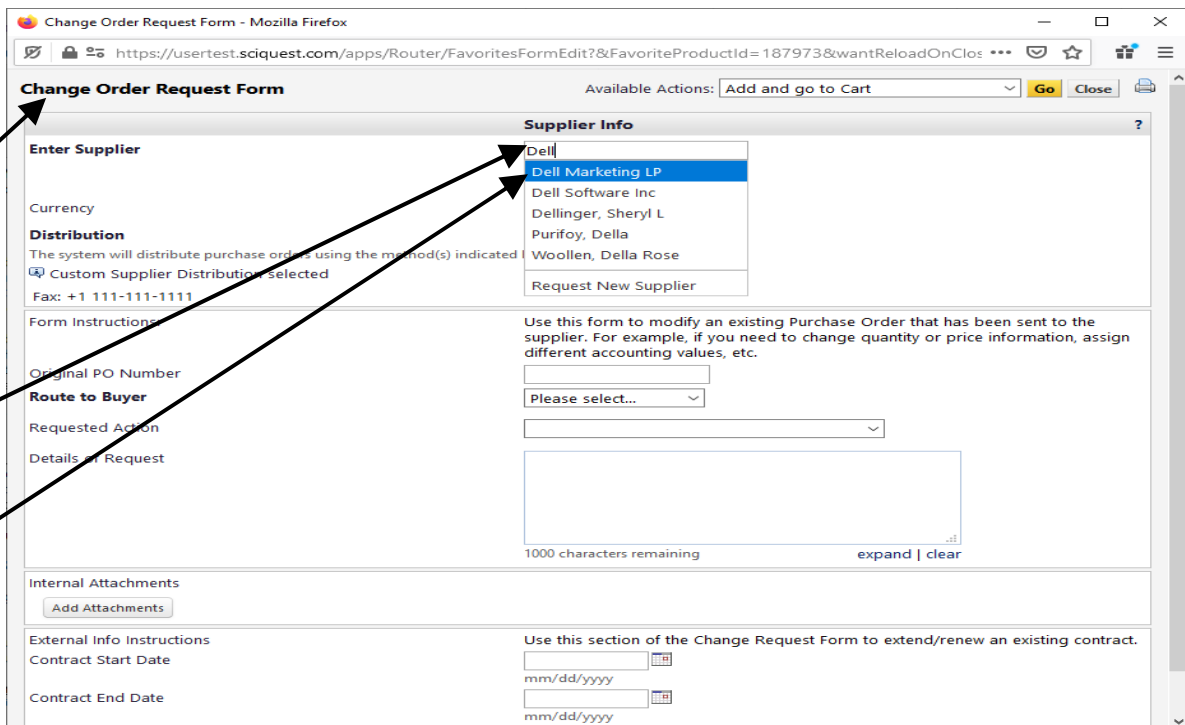 Change Order Request Form - Mozilla Firefox
https://usertest.sciquest.com/apps/Router/FavoritesFormEdit?&FavoriteProductId=187973&wantReloadOnClos
Change Order Request Form
Available Actions: Add and go to Cart Go Close
Supplier Info ?
Enter Supplier Dell
Dell Marketing LP
Dell Software Inc
Currency Dellinger, Sheryl L
Distribution Purifoy, Della
The system will distribute purchase orders using the method(s) indicated Woollen, Della Rose
Custom Supplier Distribution selected
Request New Supplier
Fax: +1 111-111-1111
Form Instructions Use this form to modify an existing Purchase Order that has been sent to the
supplier. For example, if you need to change quantity or price information, assign
different accounting values, etc.
Original PO Number
Route to Buyer Please select...
Requested Action
Details of Request
1000 characters remaining expand | clear
Internal Attachments
Add Attachments
External Info Instructions Use this section of the Change Request Form to extend/renew an existing contract.
Contract Start Date
mm/dd/yyyy
Contract End Date
mm/dd/yyyy